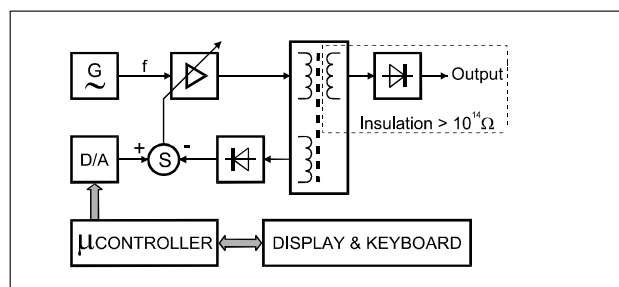 G
~
f
Output
Insulation > 10¹⁴Ω
D/A
+
S
-
μCONTROLLER
DISPLAY & KEYBOARD